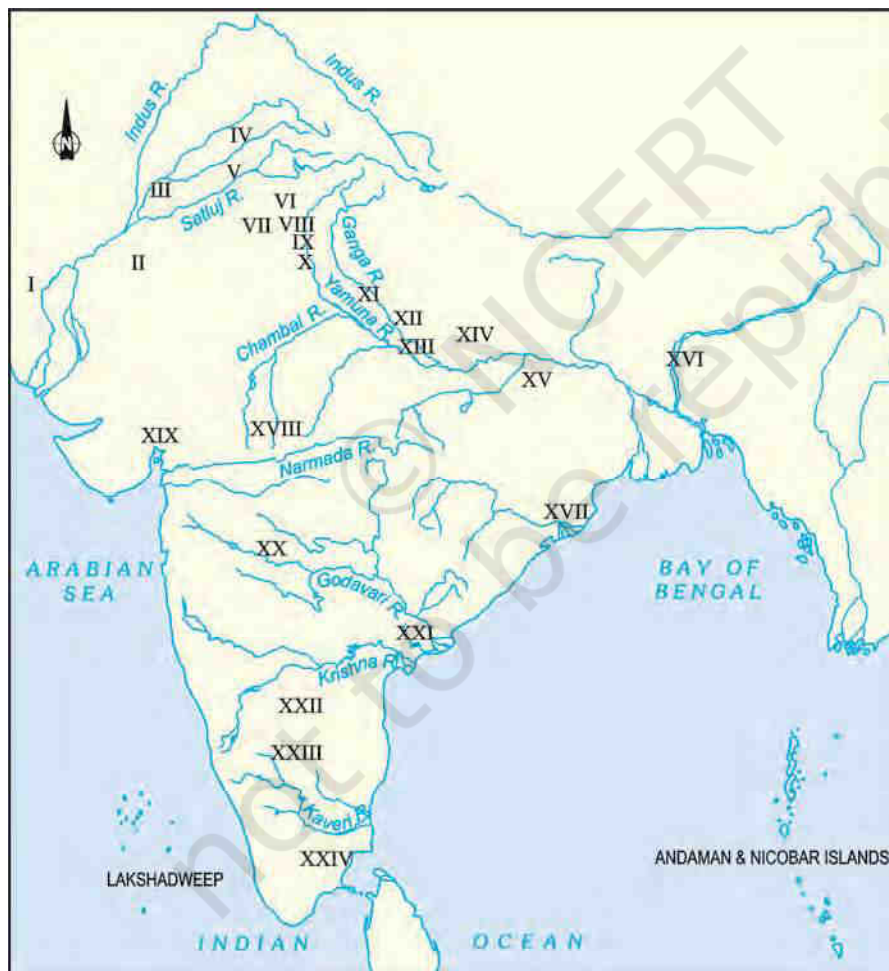 Indus R.
Indus R.
N
IV
V
III
Satluj R.
VI
VII
VIII
IX
X
II
I
Ganga R.
Yamuna R.
XI
XII
XIII
XIV
Chambal R.
XV
XVI
XVIII
XIX
Narmada R.
XVII
XX
Godavari R.
XXI
Krishna R.
XXII
XXIII
Kaveri R.
XXIV
ARABIAN
SEA
BAY OF
BENGAL
LAKSHADWEEP
ANDAMAN & NICOBAR ISLANDS
INDIAN OCEAN
© NCERT
not to be republ